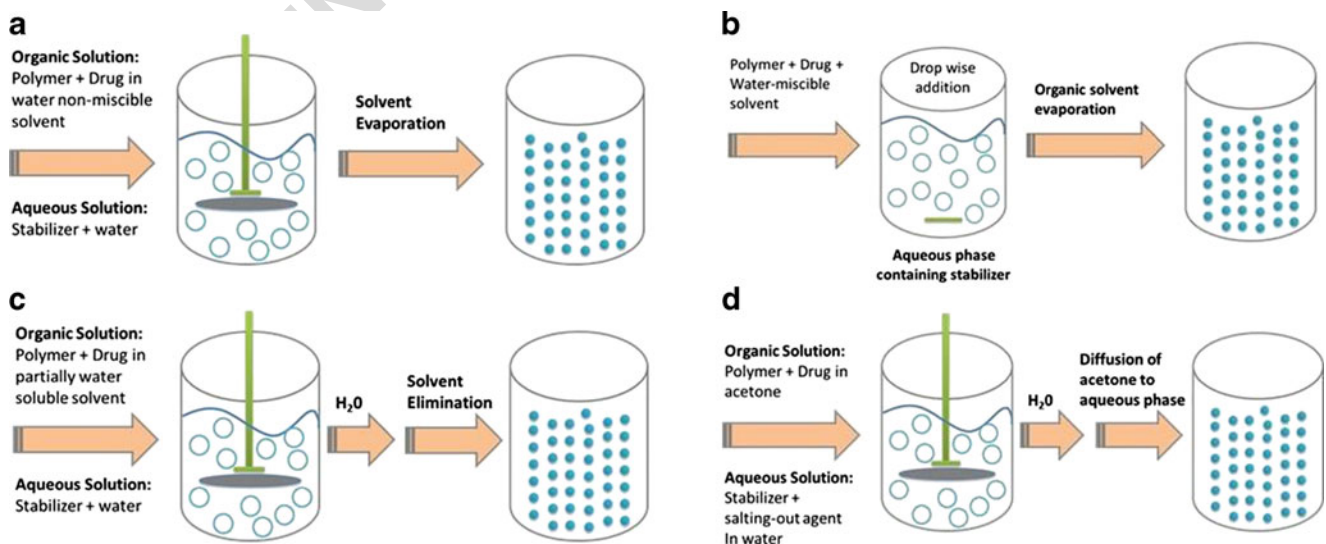 a
Organic Solution:
Polymer + Drug in
water non-miscible
solvent
Aqueous Solution:
Stabilizer + water
Solvent
Evaporation
b
Polymer + Drug +
Water-miscible
solvent
Drop wise
addition
Aqueous phase
containing stabilizer
Organic solvent
evaporation
c
Organic Solution:
Polymer + Drug in
partially water
soluble solvent
Aqueous Solution:
Stabilizer + water
H₂0
Solvent
Elimination
d
Organic Solution:
Polymer + Drug in
acetone
Aqueous Solution:
Stabilizer +
salting-out agent
In water
H₂0
Diffusion of
acetone to
aqueous phase